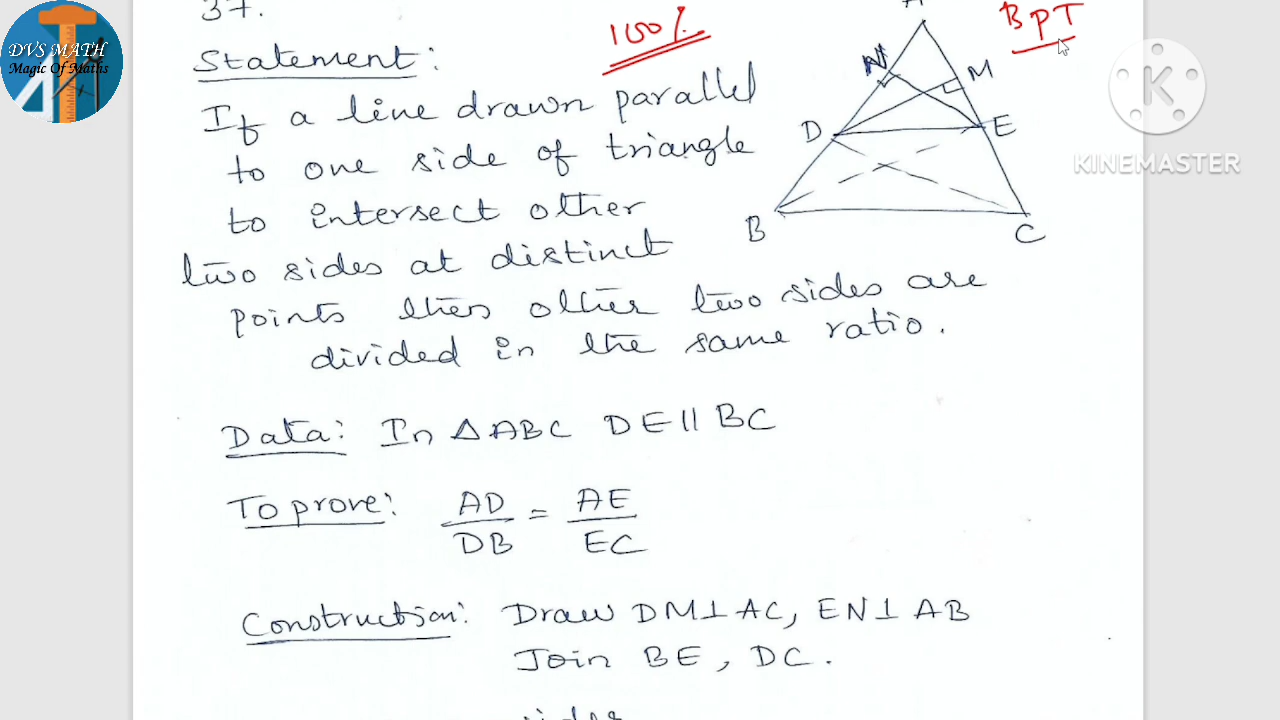 37.
DVS MATH
Magic Of Maths
100%
BPT
Statement:
If a line drawn parallel
to one side of triangle
to intersect other
two sides at distinct
points then other two sides are
divided in the same ratio.
A
N
M
D
E
B
C
K
KINEMASTER
Data: In △ABC DE || BC
To prove: AD/DB = AE/EC
Construction: Draw DM⊥AC, EN⊥AB
Join BE, DC.